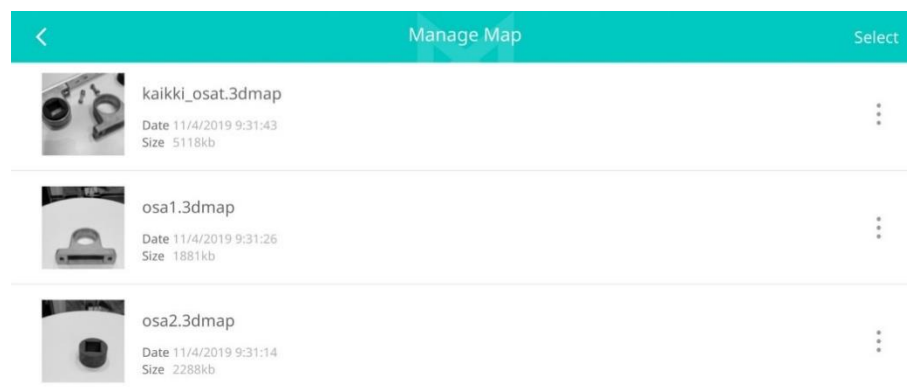 Manage Map
Select
kaikki_osat.3dmap
Date 11/4/2019 9:31:43
Size 5118kb
osa1.3dmap
Date 11/4/2019 9:31:26
Size 1881kb
osa2.3dmap
Date 11/4/2019 9:31:14
Size 2288kb